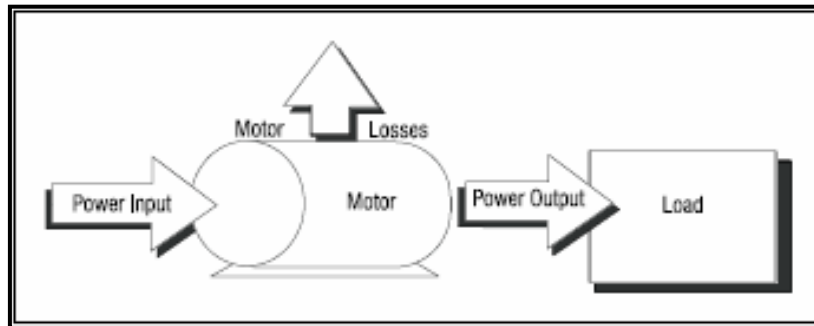 Motor Losses
Power Input
Motor
Power Output
Load